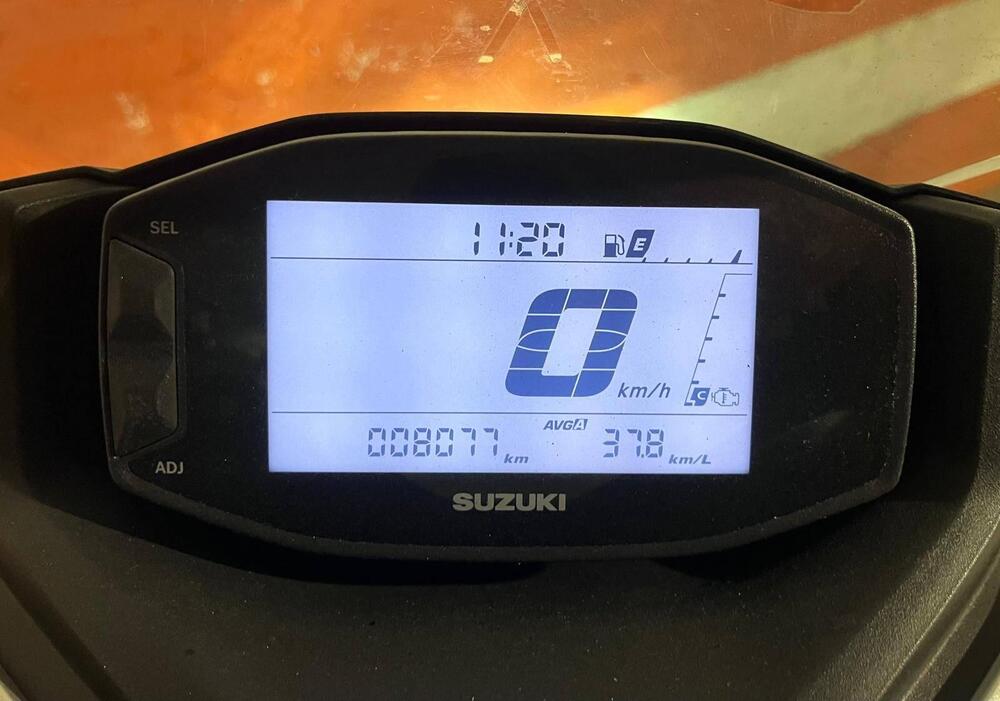 SEL
11:20 E
0 km/h
C
AVG A
ADJ
008077 km 37.8 km/L
SUZUKI